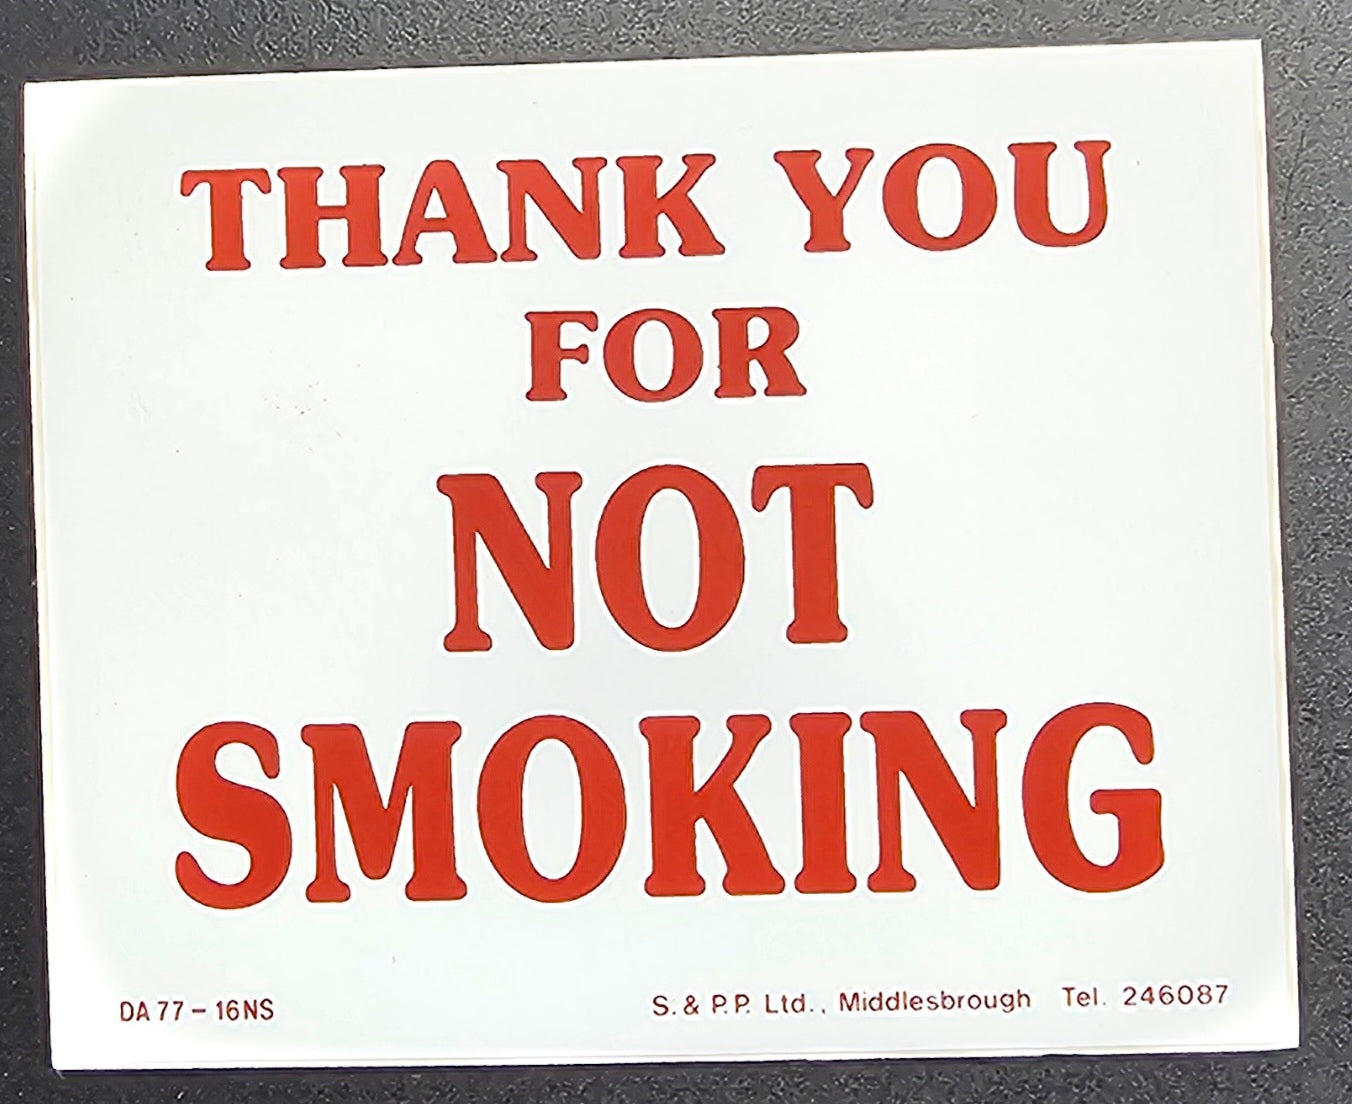 THANK YOU
FOR
NOT
SMOKING
DA 77 – 16NS
S. & P.P. Ltd., Middlesbrough Tel. 246087